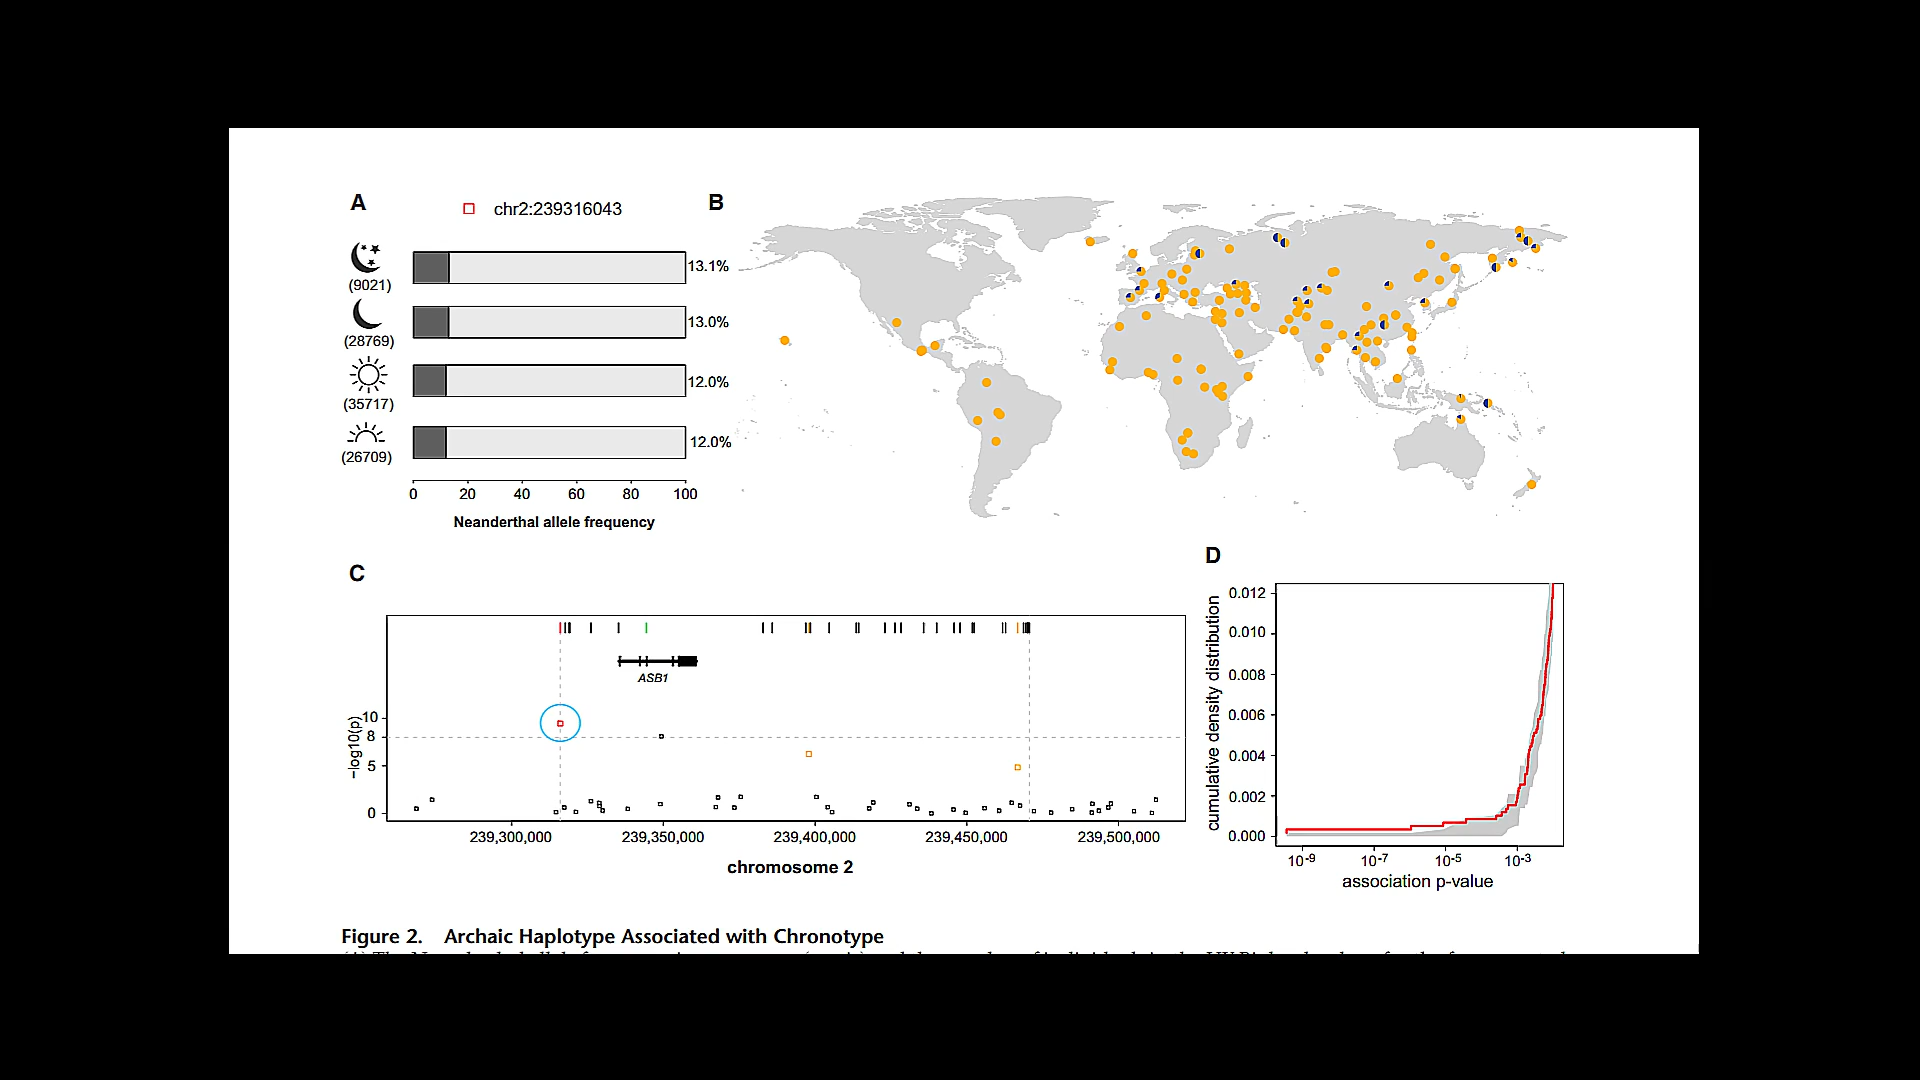 A
chr2:239316043
13.1%
(9021)
13.0%
(28769)
12.0%
(35717)
12.0%
(26709)
0 20 40 60 80 100
Neanderthal allele frequency
B
C
ASB1
10
8
5
0
−log10(p)
239,300,000 239,350,000 239,400,000 239,450,000 239,500,000
chromosome 2
D
0.012
0.010
0.008
0.006
0.004
0.002
0.000
cumulative density distribution
10-9 10-7 10-5 10-3
association p-value
Figure 2. Archaic Haplotype Associated with Chronotype